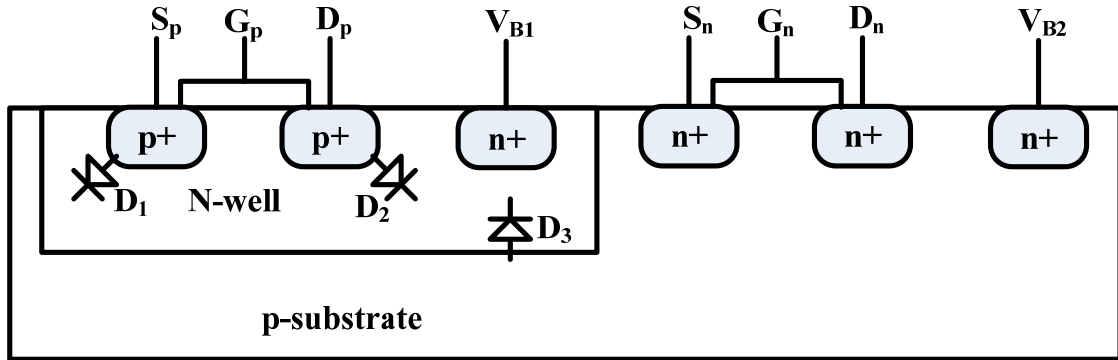 Sp Gp Dp VB1 Sn Gn Dn VB2
p+ p+ n+ n+ n+ n+
D1 N-well D2 D3
p-substrate